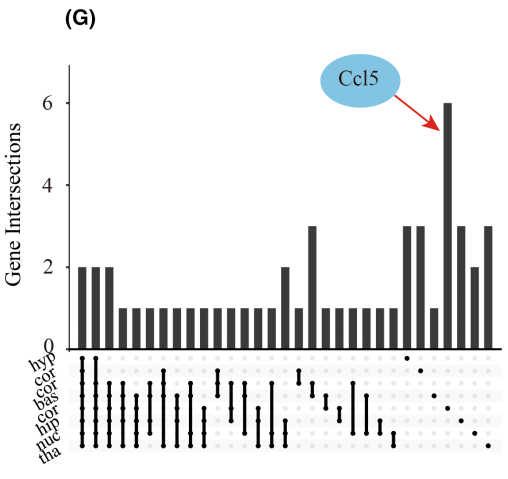 (G)
Ccl5
Gene Intersections
6
4
2
0
hyp
cor
cor
bas
cor
hip
nuc
tha